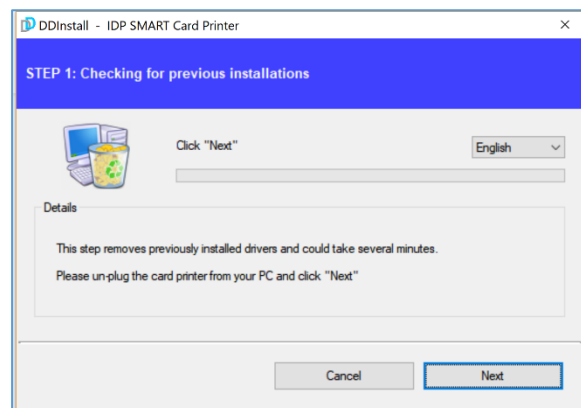 DDInstall - IDP SMART Card Printer
STEP 1: Checking for previous installations
Click "Next"
English
Details
This step removes previously installed drivers and could take several minutes.
Please un-plug the card printer from your PC and click "Next"
Cancel
Next